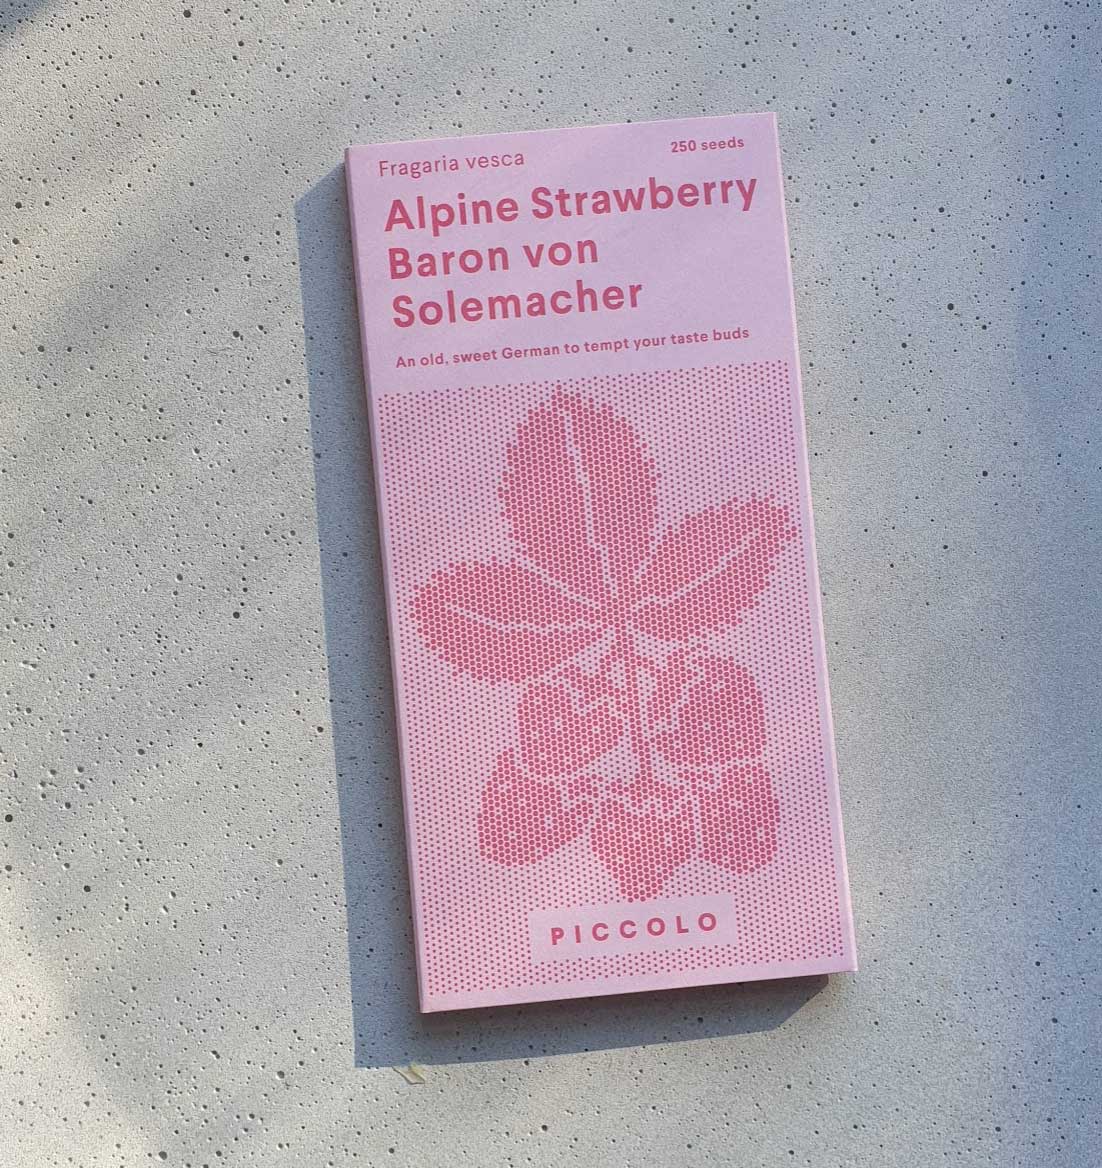 Fragaria vesca
250 seeds
Alpine Strawberry
Baron von
Solemacher
An old, sweet German to tempt your taste buds
PICCOLO